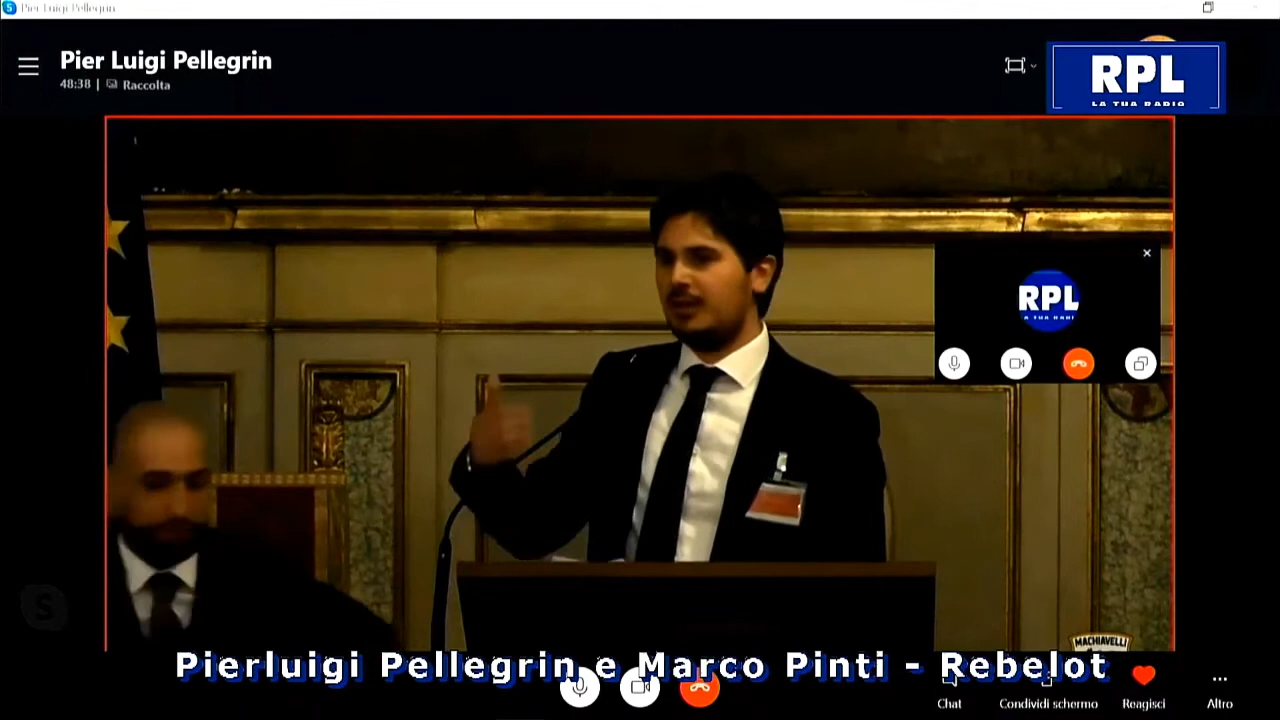 Pier Luigi Pellegrin
Pier Luigi Pellegrin
48:38 | Raccolta
RPL
LA TUA RADIO
RPL
MACHIAVELLI
Pierluigi Pellegrin e Marco Pinti - Rebelot
Chat
Condividi schermo
Reagisci
Altro